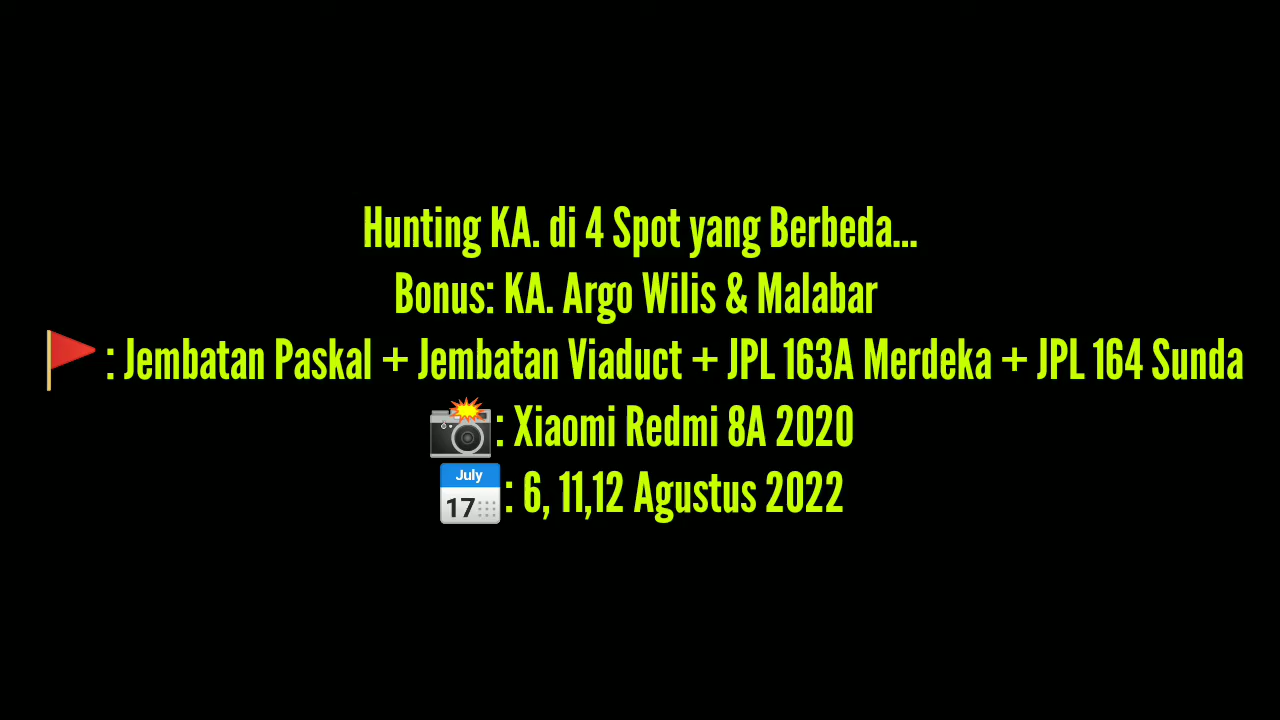 Hunting KA. di 4 Spot yang Berbeda...
Bonus: KA. Argo Wilis & Malabar
🚩: Jembatan Paskal + Jembatan Viaduct + JPL 163A Merdeka + JPL 164 Sunda
📸: Xiaomi Redmi 8A 2020
📅: 6, 11,12 Agustus 2022